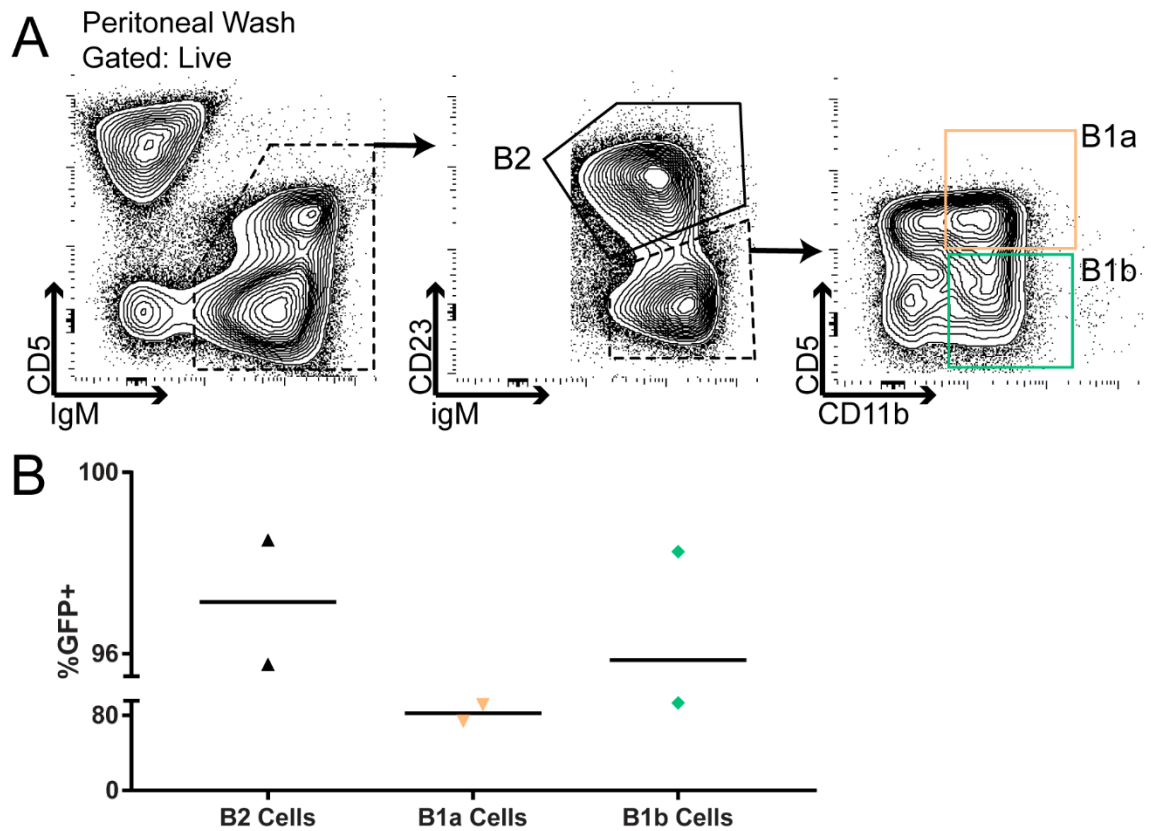 A
Peritoneal Wash
Gated: Live
B2
B1a
B1b
CD5
IgM
CD23
igM
CD5
CD11b
B
%GFP+
100
96
80
0
B2 Cells
B1a Cells
B1b Cells